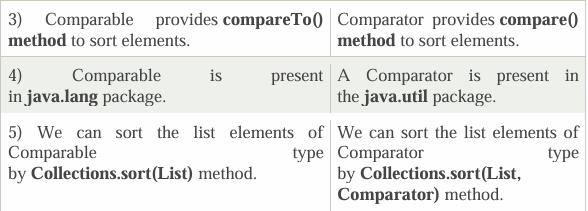 3) Comparable provides compareTo()
method to sort elements.
Comparator provides compare()
method to sort elements.
4) Comparable is present
in java.lang package.
A Comparator is present in
the java.util package.
5) We can sort the list elements of
Comparable type
by Collections.sort(List) method.
We can sort the list elements of
Comparator type
by Collections.sort(List,
Comparator) method.